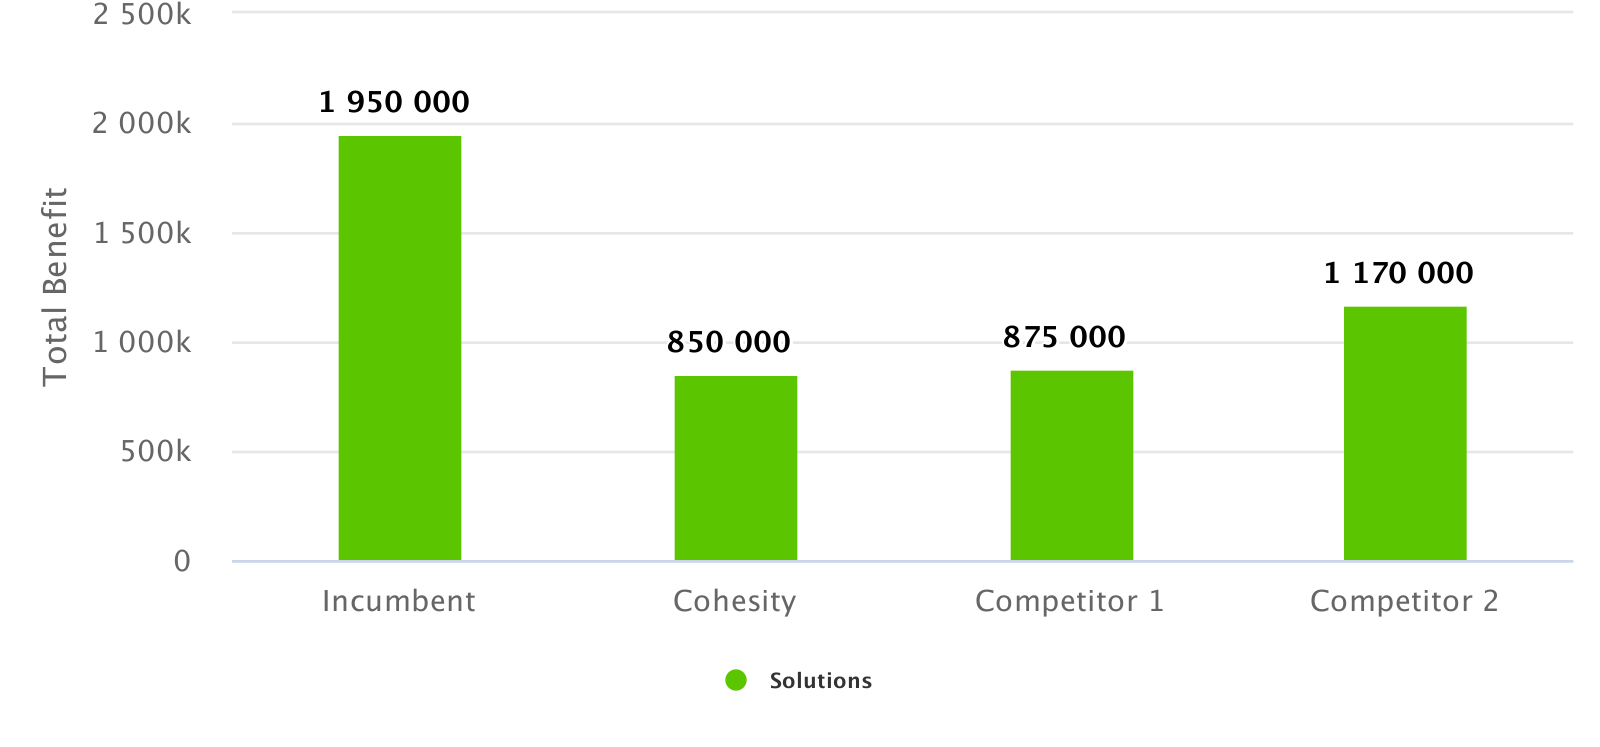 2 500k
2 000k
1 500k
1 000k
500k
0
Total Benefit
1 950 000
850 000
875 000
1 170 000
Incumbent
Cohesity
Competitor 1
Competitor 2
Solutions